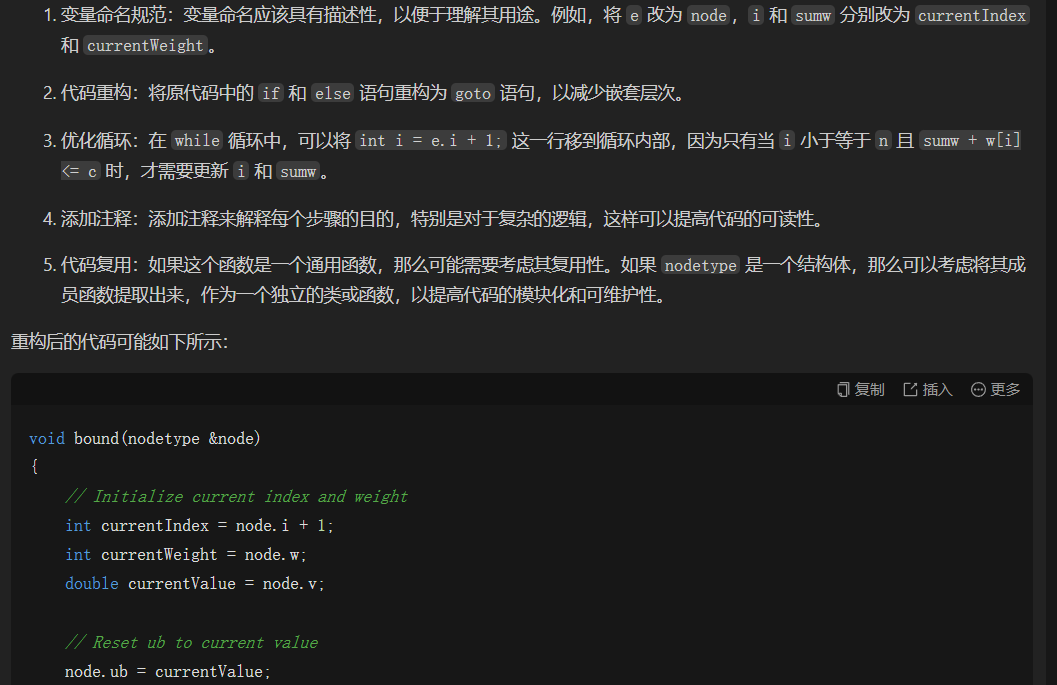 1. 变量命名规范：变量命名应该具有描述性，以便于理解其用途。例如，将 e 改为 node，i 和 sumw 分别改为 currentIndex
和 currentWeight。
2. 代码重构：将原代码中的 if 和 else 语句重构为 goto 语句，以减少嵌套层次。
3. 优化循环：在 while 循环中，可以将 int i = e.i + 1; 这一行移到循环内部，因为只有当 i 小于等于 n 且 sumw + w[i]
<= c 时，才需要更新 i 和 sumw。
4. 添加注释：添加注释来解释每个步骤的目的，特别是对于复杂的逻辑，这样可以提高代码的可读性。
5. 代码复用：如果这个函数是一个通用函数，那么可能需要考虑其复用性。如果 nodetype 是一个结构体，那么可以考虑将其成
员函数提取出来，作为一个独立的类或函数，以提高代码的模块化和可维护性。
重构后的代码可能如下所示：
复制 插入 更多
void bound(nodetype &node)
{
// Initialize current index and weight
int currentIndex = node.i + 1;
int currentWeight = node.w;
double currentValue = node.v;
// Reset ub to current value
node.ub = currentValue;